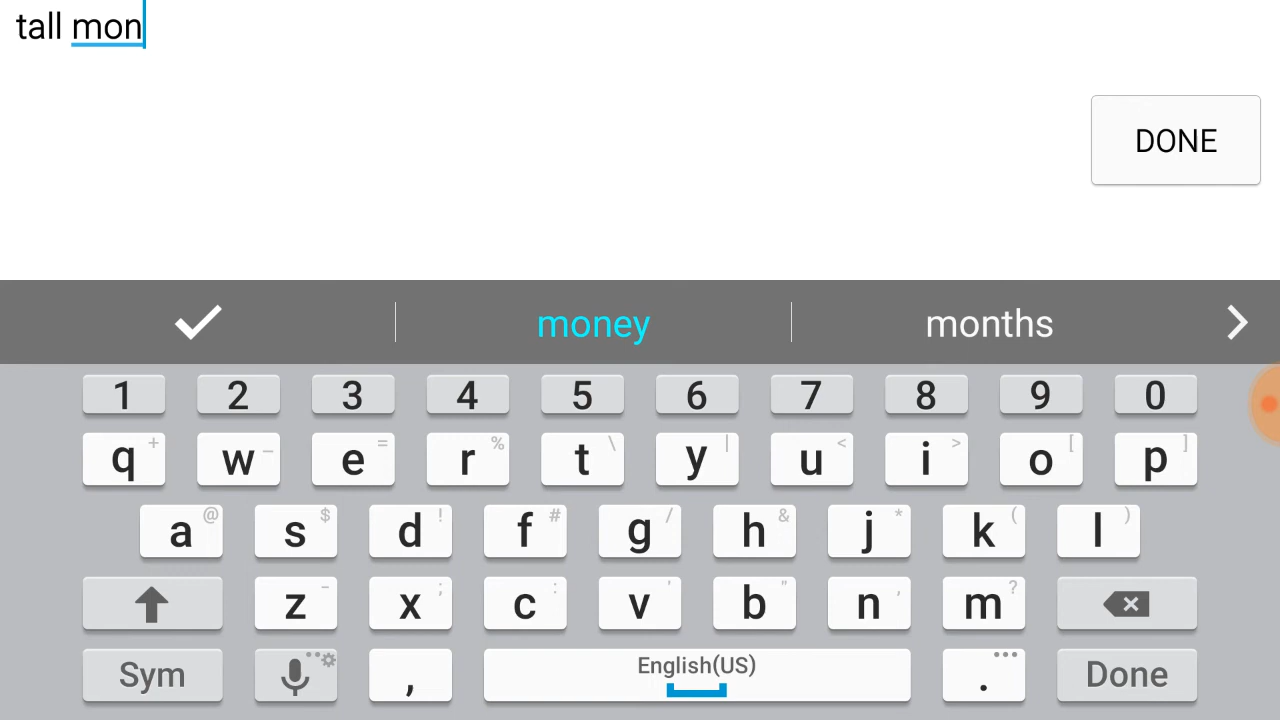 tall mon
DONE
money months
1 2 3 4 5 6 7 8 9 0
q + w _ e = r % t \ y | u < i > o [ p ]
a @ s $ d ! f # g / h & j * k ( l )
z - x ; c : v ' b " n , m ?
Sym , English(US) . Done